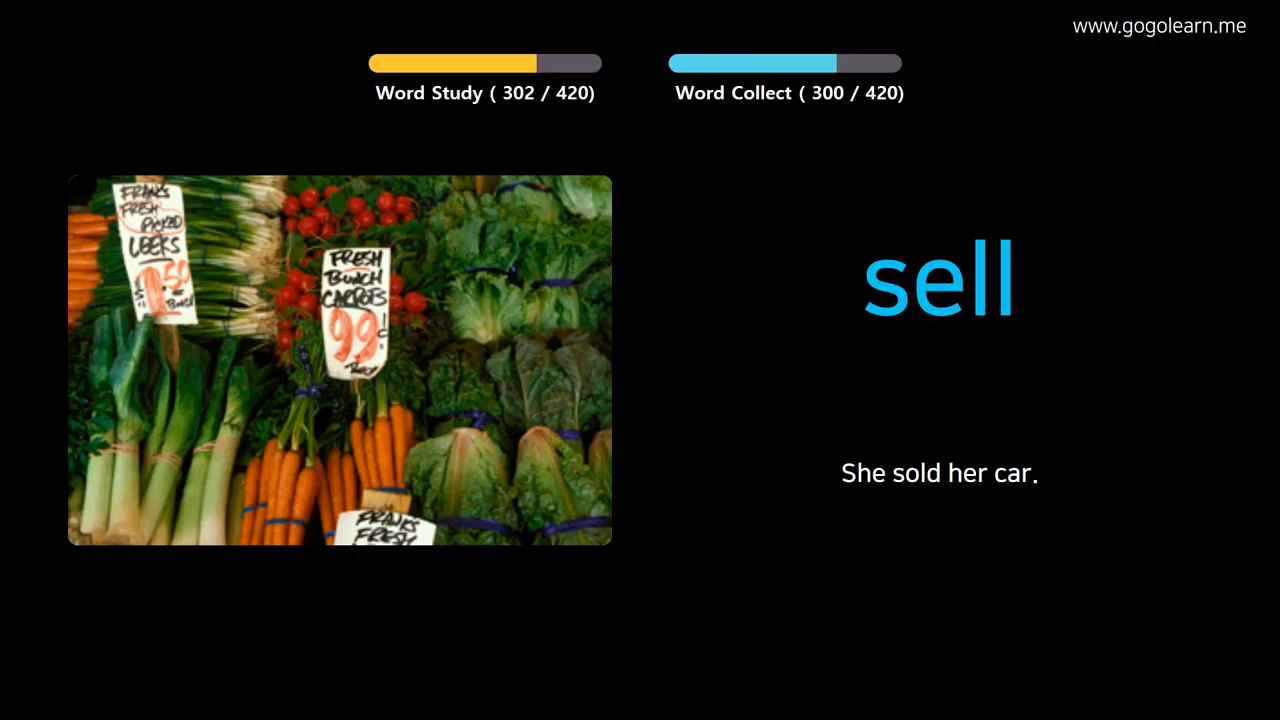 www.gogolearn.me
Word Study ( 302 / 420)
Word Collect ( 300 / 420)
FRANK'S
FRESH
PICKED
LEEKS
50
FRESH
BUNCH
CARROTS
99¢
FRANK'S
FRESH
sell
She sold her car.